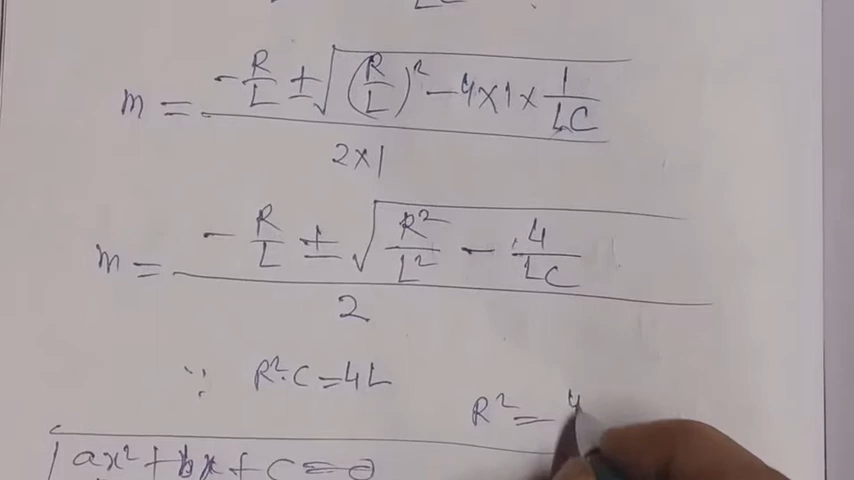 m = -R/L ± √((R/L)² - 4×1×1/LC) / 2×1
m = -R/L ± √(R²/L² - 4/LC) / 2
∵ R².C = 4L
R² = 4
ax² + bx + c = 0